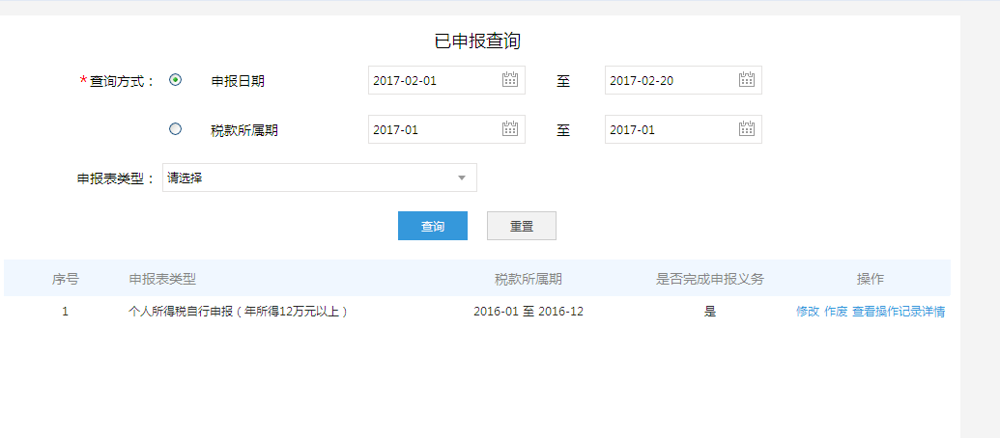 已申报查询
*查询方式： 申报日期 2017-02-01 至 2017-02-20
税款所属期 2017-01 至 2017-01
申报表类型： 请选择
查询 重置
序号 申报表类型 税款所属期 是否完成申报义务 操作
1 个人所得税自行申报（年所得12万元以上） 2016-01 至 2016-12 是 修改 作废 查看操作记录详情